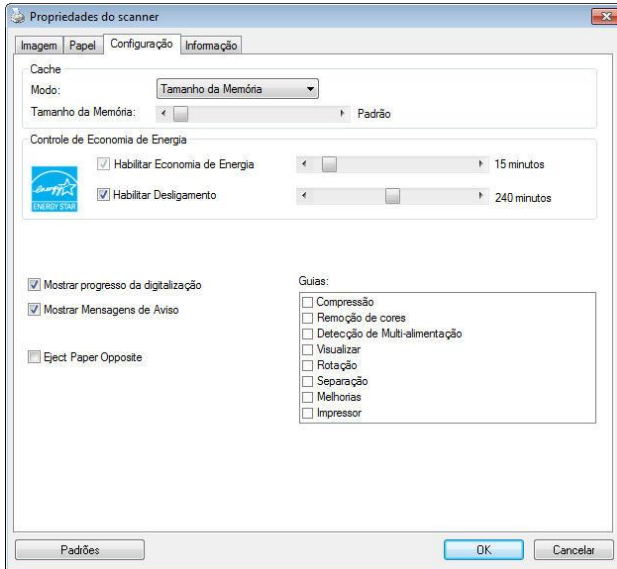 Propriedades do scanner
Imagem Papel Configuração Informação
Cache
Modo: Tamanho da Memória
Tamanho da Memória: Padrão
Controle de Economia de Energia
Habilitar Economia de Energia 15 minutos
energy
ENERGY STAR
Habilitar Desligamento 240 minutos
Mostrar progresso da digitalização
Mostrar Mensagens de Aviso
Eject Paper Opposite
Guias:
Compressão
Remoção de cores
Detecção de Multi-alimentação
Visualizar
Rotação
Separação
Melhorias
Impressor
Padrões OK Cancelar